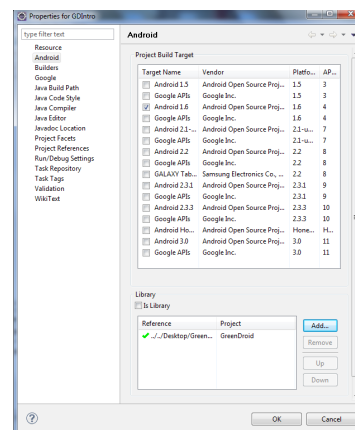 Properties for GDIntro
type filter text
Resource
Android
Builders
Google
Java Build Path
Java Code Style
Java Compiler
Java Editor
Javadoc Location
Project Facets
Project References
Run/Debug Settings
Task Repository
Task Tags
Validation
WikiText
Android
Project Build Target
Target Name Vendor Platfo... AP...
Android 1.5 Android Open Source Proj... 1.5 3
Google APIs Google Inc. 1.5 3
Android 1.6 Android Open Source Proj... 1.6 4
Google APIs Google Inc. 1.6 4
Android 2.1-... Android Open Source Proj... 2.1-u... 7
Google APIs Google Inc. 2.1-u... 7
Android 2.2 Android Open Source Proj... 2.2 8
Google APIs Google Inc. 2.2 8
GALAXY Tab... Samsung Electronics Co., ... 2.2 8
Android 2.3.1 Android Open Source Proj... 2.3.1 9
Google APIs Google Inc. 2.3.1 9
Android 2.3.3 Android Open Source Proj... 2.3.3 10
Google APIs Google Inc. 2.3.3 10
Android Ho... Android Open Source Proj... Hone... H...
Android 3.0 Android Open Source Proj... 3.0 11
Google APIs Google Inc. 3.0 11
Library
Is Library
Reference Project
../../Desktop/Green... GreenDroid
Add...
Remove
Up
Down
OK Cancel